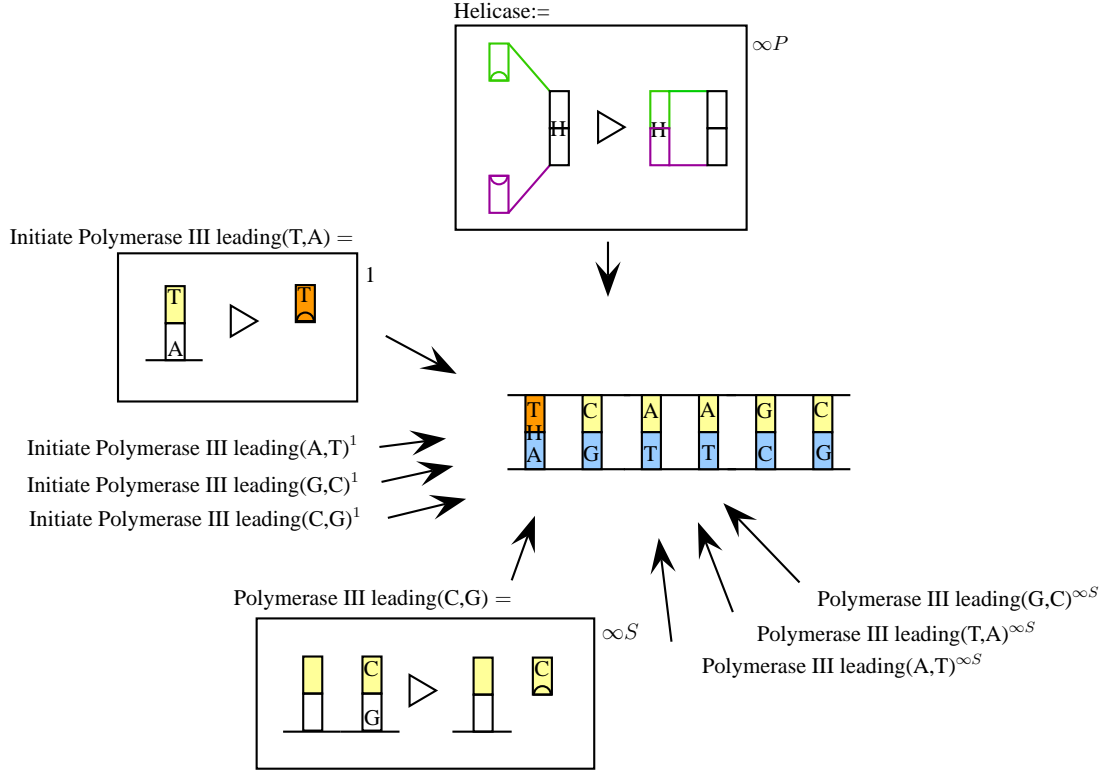 Helicase:=
∞P
H
H
Initiate Polymerase III leading(T,A) =
1
T
T
A
T C A A G C
H
A G T T C G
Initiate Polymerase III leading(A,T)^1
Initiate Polymerase III leading(G,C)^1
Initiate Polymerase III leading(C,G)^1
Polymerase III leading(C,G) =
∞S
C
C
G
Polymerase III leading(G,C)^∞S
Polymerase III leading(T,A)^∞S
Polymerase III leading(A,T)^∞S